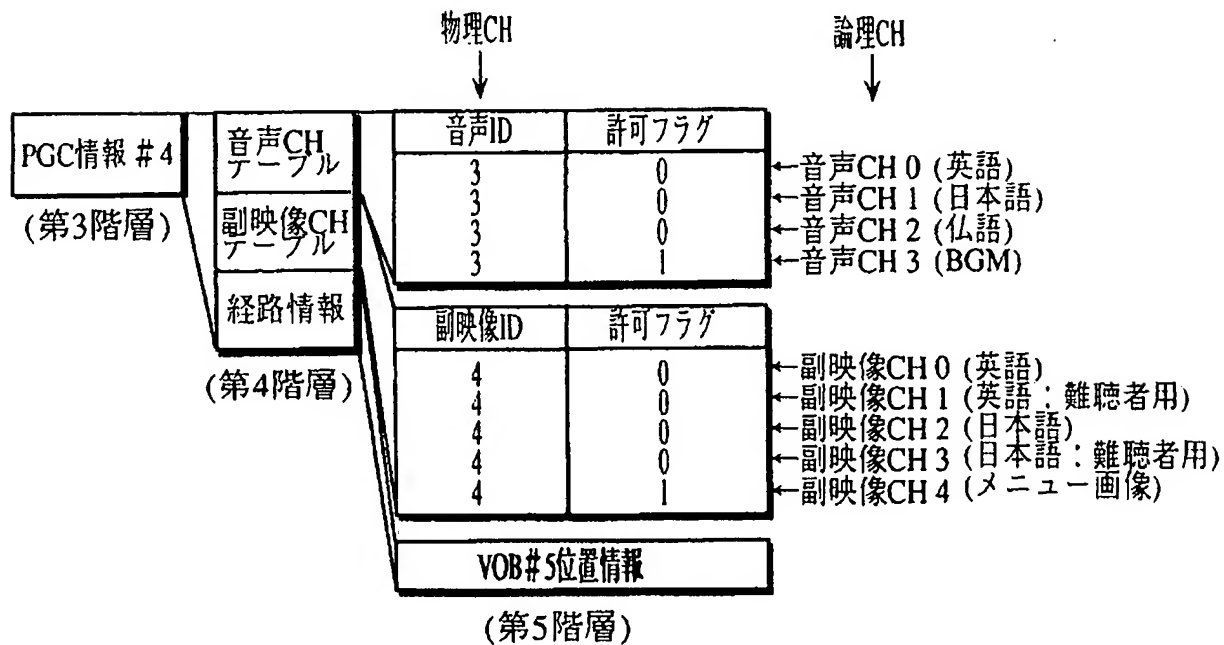 物理CH
論理CH
PGC情報 #4
(第3階層)
音声CH
テーブル
副映像CH
テーブル
経路情報
(第4階層)
音声ID 許可フラグ
3 0 ←音声CH 0 (英語)
3 0 ←音声CH 1 (日本語)
3 0 ←音声CH 2 (仏語)
3 1 ←音声CH 3 (BGM)
副映像ID 許可フラグ
4 0 ←副映像CH 0 (英語)
4 0 ←副映像CH 1 (英語:難聴者用)
4 0 ←副映像CH 2 (日本語)
4 0 ←副映像CH 3 (日本語:難聴者用)
4 1 ←副映像CH 4 (メニュー画像)
VOB#5位置情報
(第5階層)